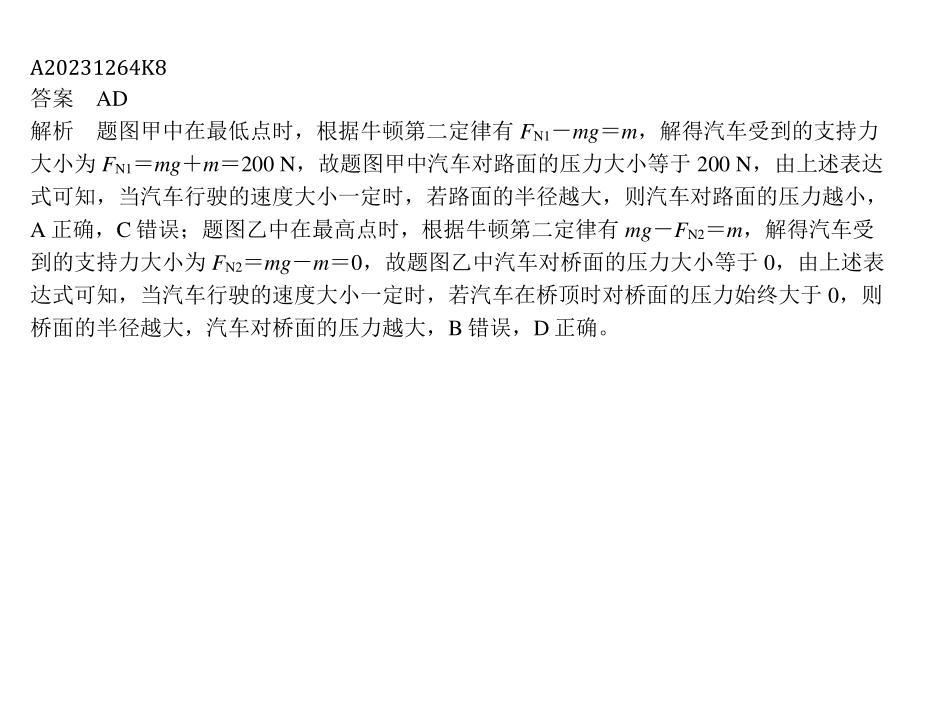 A20231264K8
答案　AD
解析　题图甲中在最低点时，根据牛顿第二定律有 FN1－mg＝m，解得汽车受到的支持力
大小为 FN1＝mg＋m＝200 N，故题图甲中汽车对路面的压力大小等于 200 N，由上述表达
式可知，当汽车行驶的速度大小一定时，若路面的半径越大，则汽车对路面的压力越小，
A 正确，C 错误；题图乙中在最高点时，根据牛顿第二定律有 mg－FN2＝m，解得汽车受
到的支持力大小为 FN2＝mg－m＝0，故题图乙中汽车对桥面的压力大小等于 0，由上述表
达式可知，当汽车行驶的速度大小一定时，若汽车在桥顶时对桥面的压力始终大于 0，则
桥面的半径越大，汽车对桥面的压力越大，B 错误，D 正确。